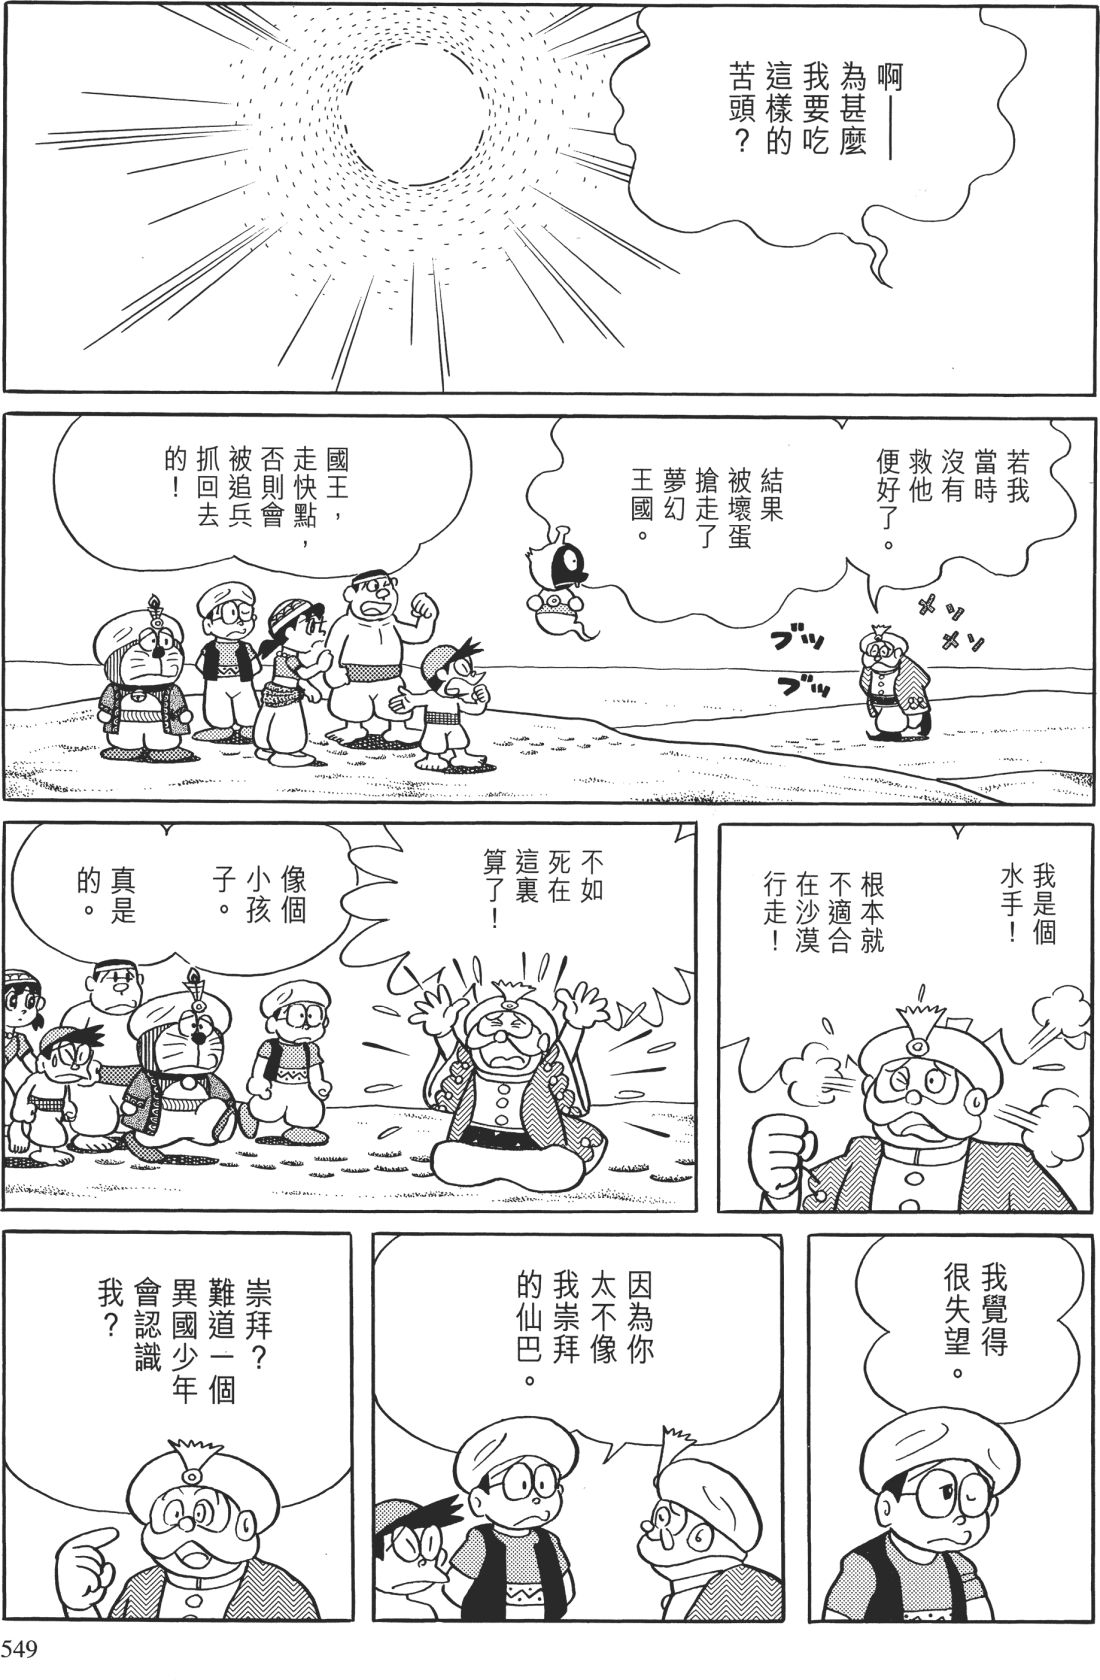 啊——
為甚麼
我要吃
這樣的
苦頭？
若我
當時
沒有
救他
便好了。
結果
被壞蛋
搶走了
夢幻
王國。
メソ
メソ
ブツ
ブツ
國王，
走快點，
否則會
被追兵
抓回去
的！
我是個
水手！
根本就
不適合
在沙漠
行走！
不如
死在
這裏
算了！
像個
小孩
子。
真是
的。
我覺得
很失望。
因為你
太不像
我崇拜
的仙巴。
崇拜？
難道一個
異國少年
會認識
我？
549